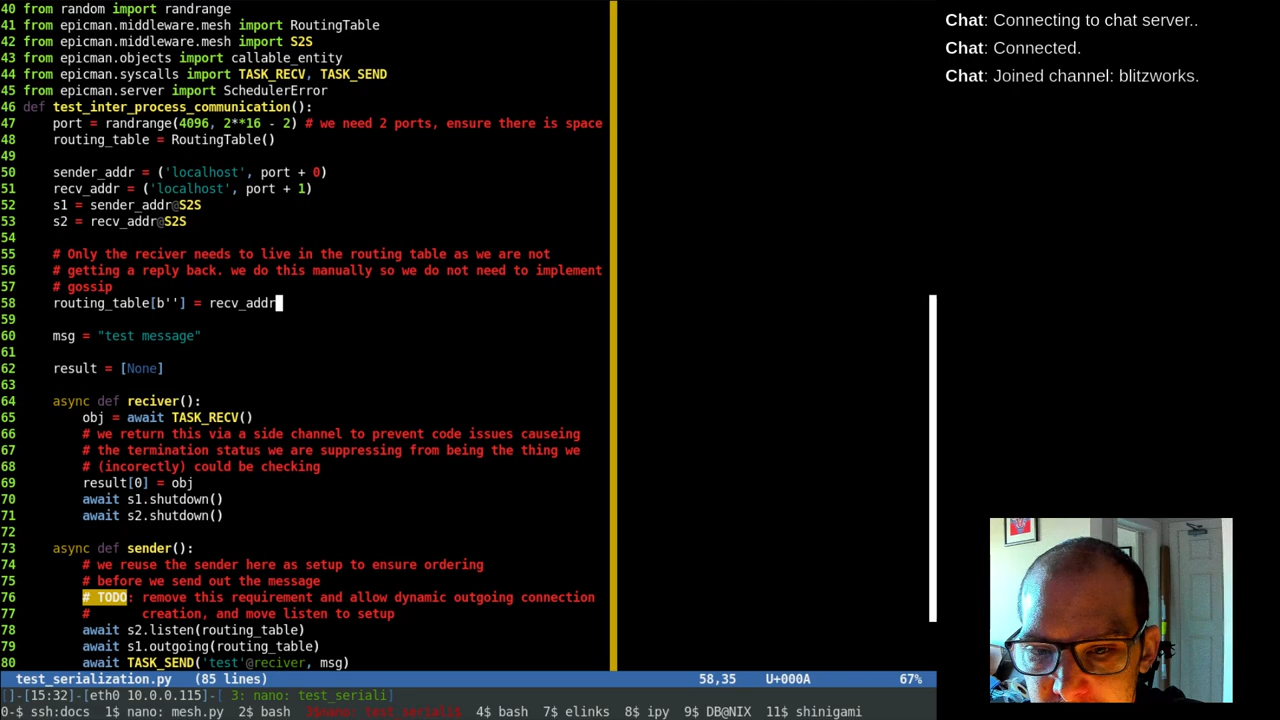 40 from random import randrange
41 from epicman.middleware.mesh import RoutingTable
42 from epicman.middleware.mesh import S2S
43 from epicman.objects import callable_entity
44 from epicman.syscalls import TASK_RECV, TASK_SEND
45 from epicman.server import SchedulerError
46 def test_inter_process_communication():
47     port = randrange(4096, 2**16 - 2) # we need 2 ports, ensure there is space
48     routing_table = RoutingTable()
49
50     sender_addr = ('localhost', port + 0)
51     recv_addr = ('localhost', port + 1)
52     s1 = sender_addr@S2S
53     s2 = recv_addr@S2S
54
55     # Only the reciver needs to live in the routing table as we are not
56     # getting a reply back. we do this manually so we do not need to implement
57     # gossip
58     routing_table[b''] = recv_addr
59
60     msg = "test message"
61
62     result = [None]
63
64     async def reciver():
65         obj = await TASK_RECV()
66         # we return this via a side channel to prevent code issues causeing
67         # the termination status we are suppressing from being the thing we
68         # (incorectly) could be checking
69         result[0] = obj
70         await s1.shutdown()
71         await s2.shutdown()
72
73     async def sender():
74         # we reuse the sender here as setup to ensure ordering
75         # before we send out the message
76         # TODO: remove this requirement and allow dynamic outgoing connection
77         #       creation, and move listen to setup
78         await s2.listen(routing_table)
79         await s1.outgoing(routing_table)
80         await TASK_SEND('test'@reciver, msg)
test_serialization.py (85 lines) 58,35 U+000A 67%
[]-[15:32]-[eth0 10.0.0.115]-[ 3: nano: test_seriali]
0-$ ssh:docs 1$ nano: mesh.py 2$ bash 3$nano: test_seriali$ 4$ bash 7$ elinks 8$ ipy 9$ DB@NIX 11$ shinigami
Chat: Connecting to chat server..
Chat: Connected.
Chat: Joined channel: blitzworks.